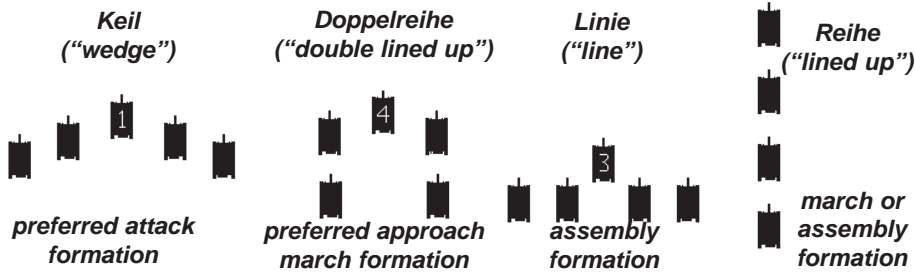 Keil
(“wedge”)
1
preferred attack
formation
Doppelreihe
(“double lined up”)
4
preferred approach
march formation
Linie
(“line”)
3
assembly
formation
Reihe
(“lined up”)
march or
assembly
formation